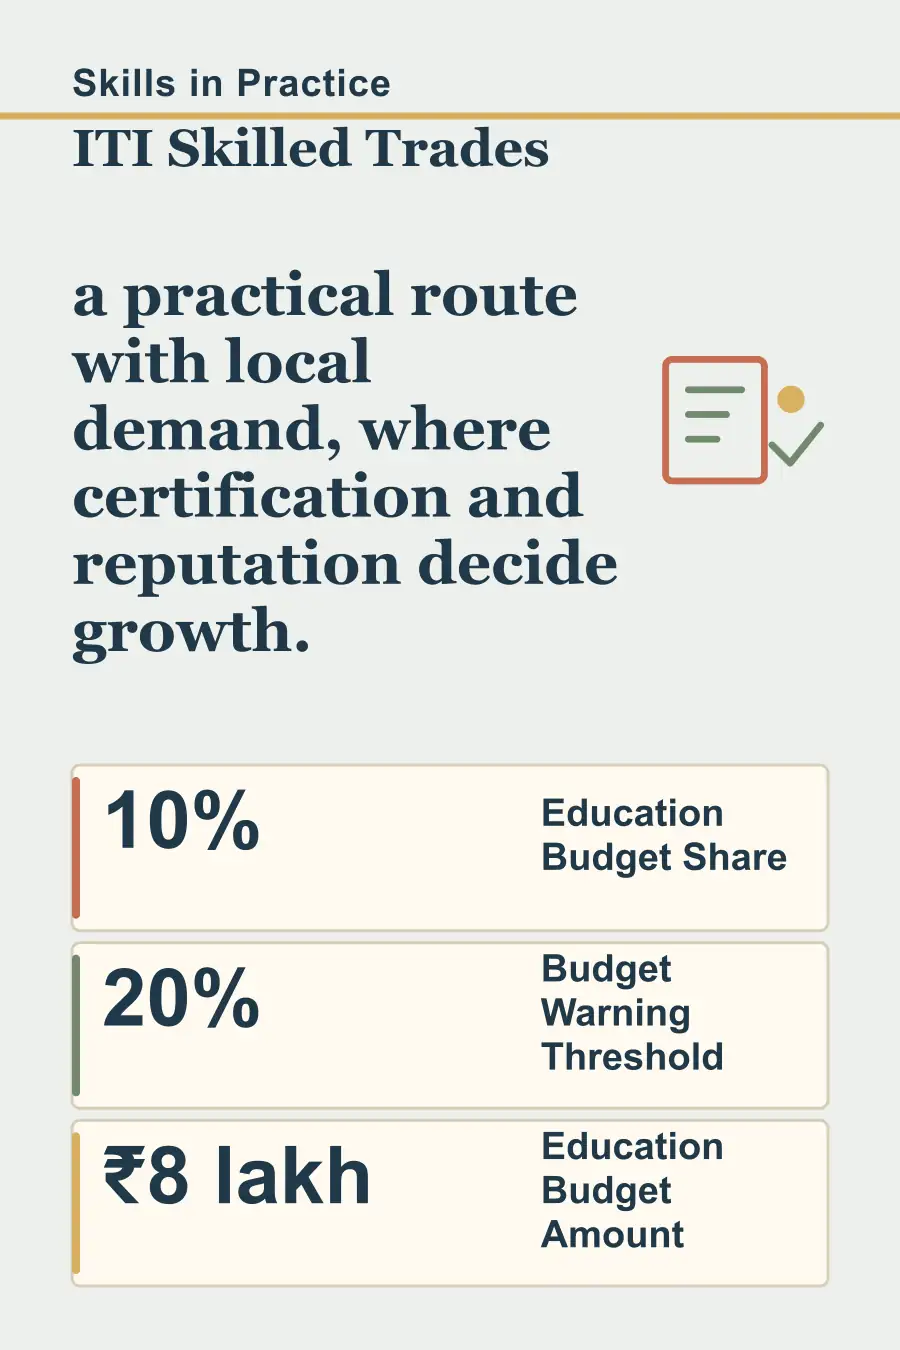 Skills in Practice
ITI Skilled Trades
a practical route
with local
demand, where
certification and
reputation decide
growth.
10%
Education
Budget Share
20%
Budget
Warning
Threshold
₹8 lakh
Education
Budget
Amount